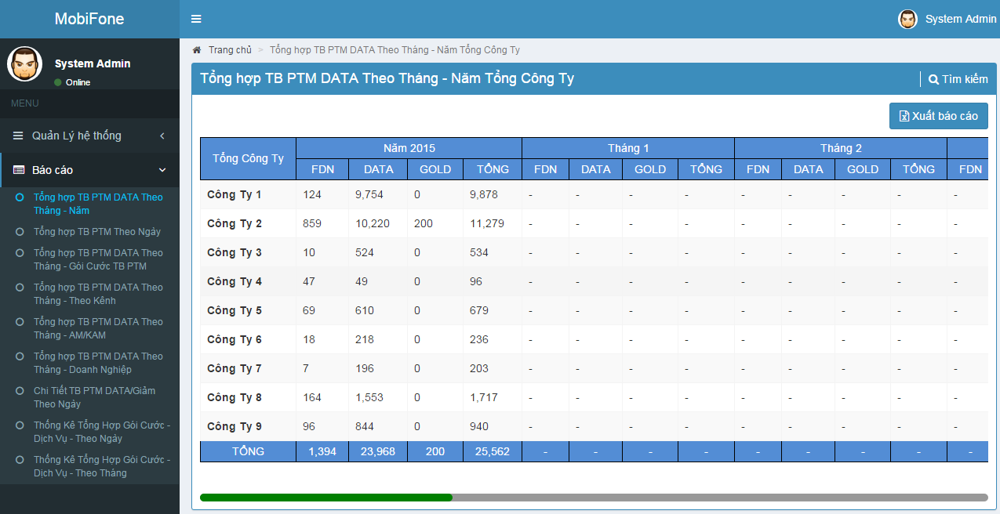 MobiFone
System Admin
System Admin
Online
MENU
Quản Lý hệ thống
Báo cáo
Tổng hợp TB PTM DATA Theo
Tháng - Năm
Tổng hợp TB PTM Theo Ngày
Tổng hợp TB PTM DATA Theo
Tháng - Gói Cước TB PTM
Tổng hợp TB PTM DATA Theo
Tháng - Theo Kênh
Tổng hợp TB PTM DATA Theo
Tháng - AM/KAM
Tổng hợp TB PTM DATA Theo
Tháng - Doanh Nghiệp
Chi Tiết TB PTM DATA/Giảm
Theo Ngày
Thống Kê Tổng Hợp Gói Cước -
Dịch Vụ - Theo Ngày
Thống Kê Tổng Hợp Gói Cước -
Dịch Vụ - Theo Tháng
Trang chủ > Tổng hợp TB PTM DATA Theo Tháng - Năm Tổng Công Ty
Tổng hợp TB PTM DATA Theo Tháng - Năm Tổng Công Ty
Tìm kiếm
Xuất báo cáo
Tổng Công Ty Năm 2015 Tháng 1 Tháng 2
FDN DATA GOLD TỔNG FDN DATA GOLD TỔNG FDN DATA GOLD TỔNG FDN
Công Ty 1 124 9,754 0 9,878 - - - - - - - - -
Công Ty 2 859 10,220 200 11,279 - - - - - - - - -
Công Ty 3 10 524 0 534 - - - - - - - - -
Công Ty 4 47 49 0 96 - - - - - - - - -
Công Ty 5 69 610 0 679 - - - - - - - - -
Công Ty 6 18 218 0 236 - - - - - - - - -
Công Ty 7 7 196 0 203 - - - - - - - - -
Công Ty 8 164 1,553 0 1,717 - - - - - - - - -
Công Ty 9 96 844 0 940 - - - - - - - - -
TỔNG 1,394 23,968 200 25,562 - - - - - - - - -